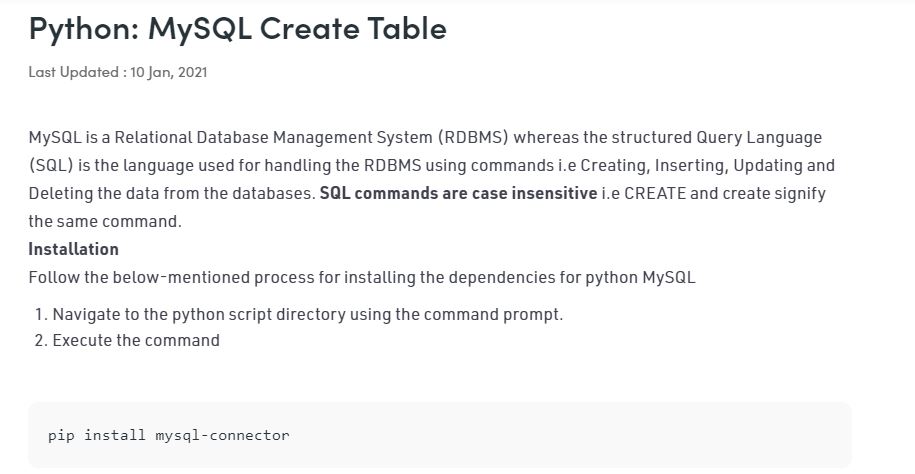 Python: MySQL Create Table
Last Updated : 10 Jan, 2021
MySQL is a Relational Database Management System (RDBMS) whereas the structured Query Language
(SQL) is the language used for handling the RDBMS using commands i.e Creating, Inserting, Updating and
Deleting the data from the databases. SQL commands are case insensitive i.e CREATE and create signify
the same command.
Installation
Follow the below-mentioned process for installing the dependencies for python MySQL
1. Navigate to the python script directory using the command prompt.
2. Execute the command
pip install mysql-connector